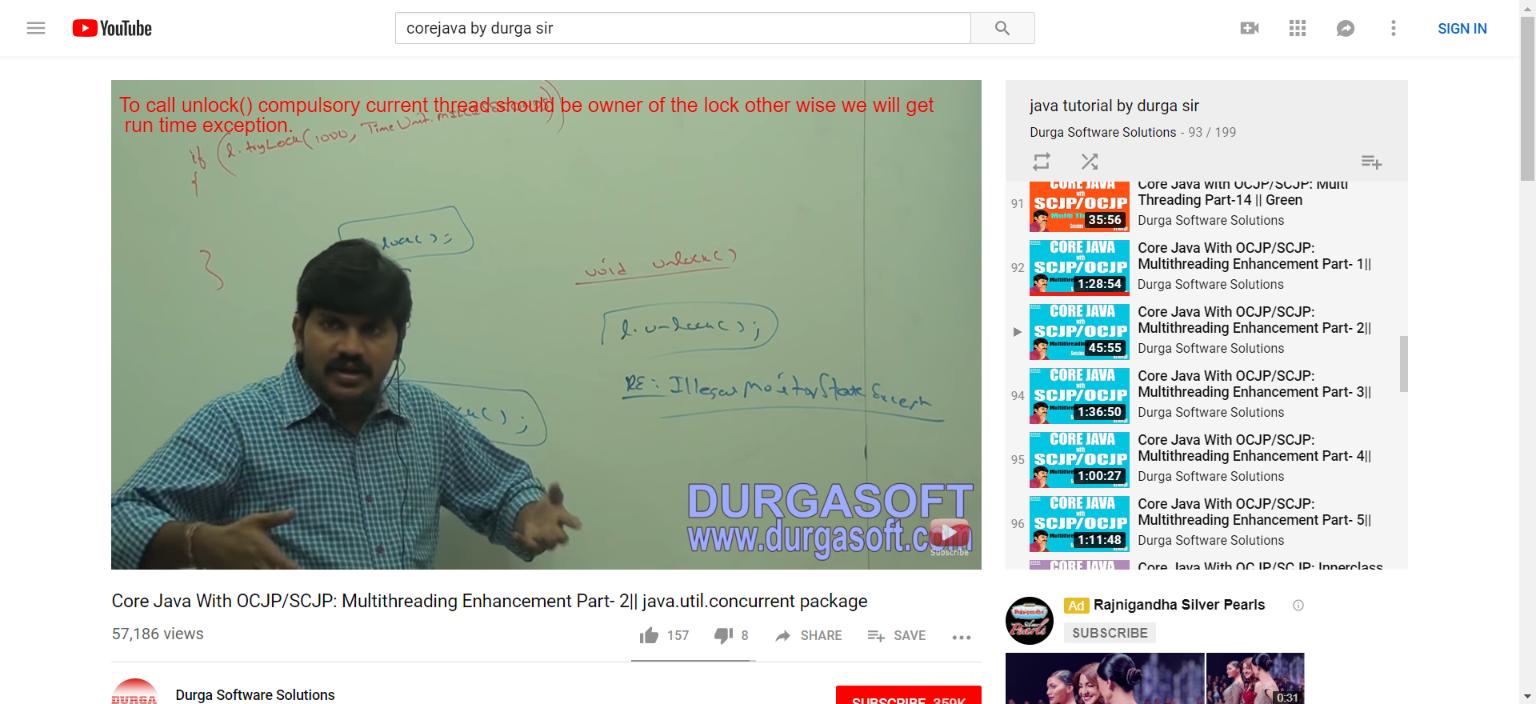 YouTube
corejava by durga sir
SIGN IN
To call unlock() compulsory current thread should be owner of the lock other wise we will get
run time exception.
if (l.tryLock(1000, TimeUnit.MILLISECONDS))
{
lock();
}
void unlock()
l.unlock();
RE: IllegalMonitorStateExcept
DURGASOFT
www.durgasoft.com
Subscribe
Core Java With OCJP/SCJP: Multithreading Enhancement Part- 2|| java.util.concurrent package
57,186 views
157
8
SHARE
SAVE
DURGA
Durga Software Solutions
SUBSCRIBE 359K
java tutorial by durga sir
Durga Software Solutions - 93 / 199
91
CORE JAVA
with
SCJP/OCJP
35:56
Core Java with OCJP/SCJP: Multi
Threading Part-14 || Green
Durga Software Solutions
92
CORE JAVA
with
SCJP/OCJP
1:28:54
Core Java With OCJP/SCJP:
Multithreading Enhancement Part- 1||
Durga Software Solutions
CORE JAVA
with
SCJP/OCJP
45:55
Core Java With OCJP/SCJP:
Multithreading Enhancement Part- 2||
Durga Software Solutions
94
CORE JAVA
with
SCJP/OCJP
1:36:50
Core Java With OCJP/SCJP:
Multithreading Enhancement Part- 3||
Durga Software Solutions
95
CORE JAVA
with
SCJP/OCJP
1:00:27
Core Java With OCJP/SCJP:
Multithreading Enhancement Part- 4||
Durga Software Solutions
96
CORE JAVA
with
SCJP/OCJP
1:11:48
Core Java With OCJP/SCJP:
Multithreading Enhancement Part- 5||
Durga Software Solutions
CORE JAVA
Core Java With OCJP/SCJP: Innerclass
Ad Rajnigandha Silver Pearls
SUBSCRIBE
0:31